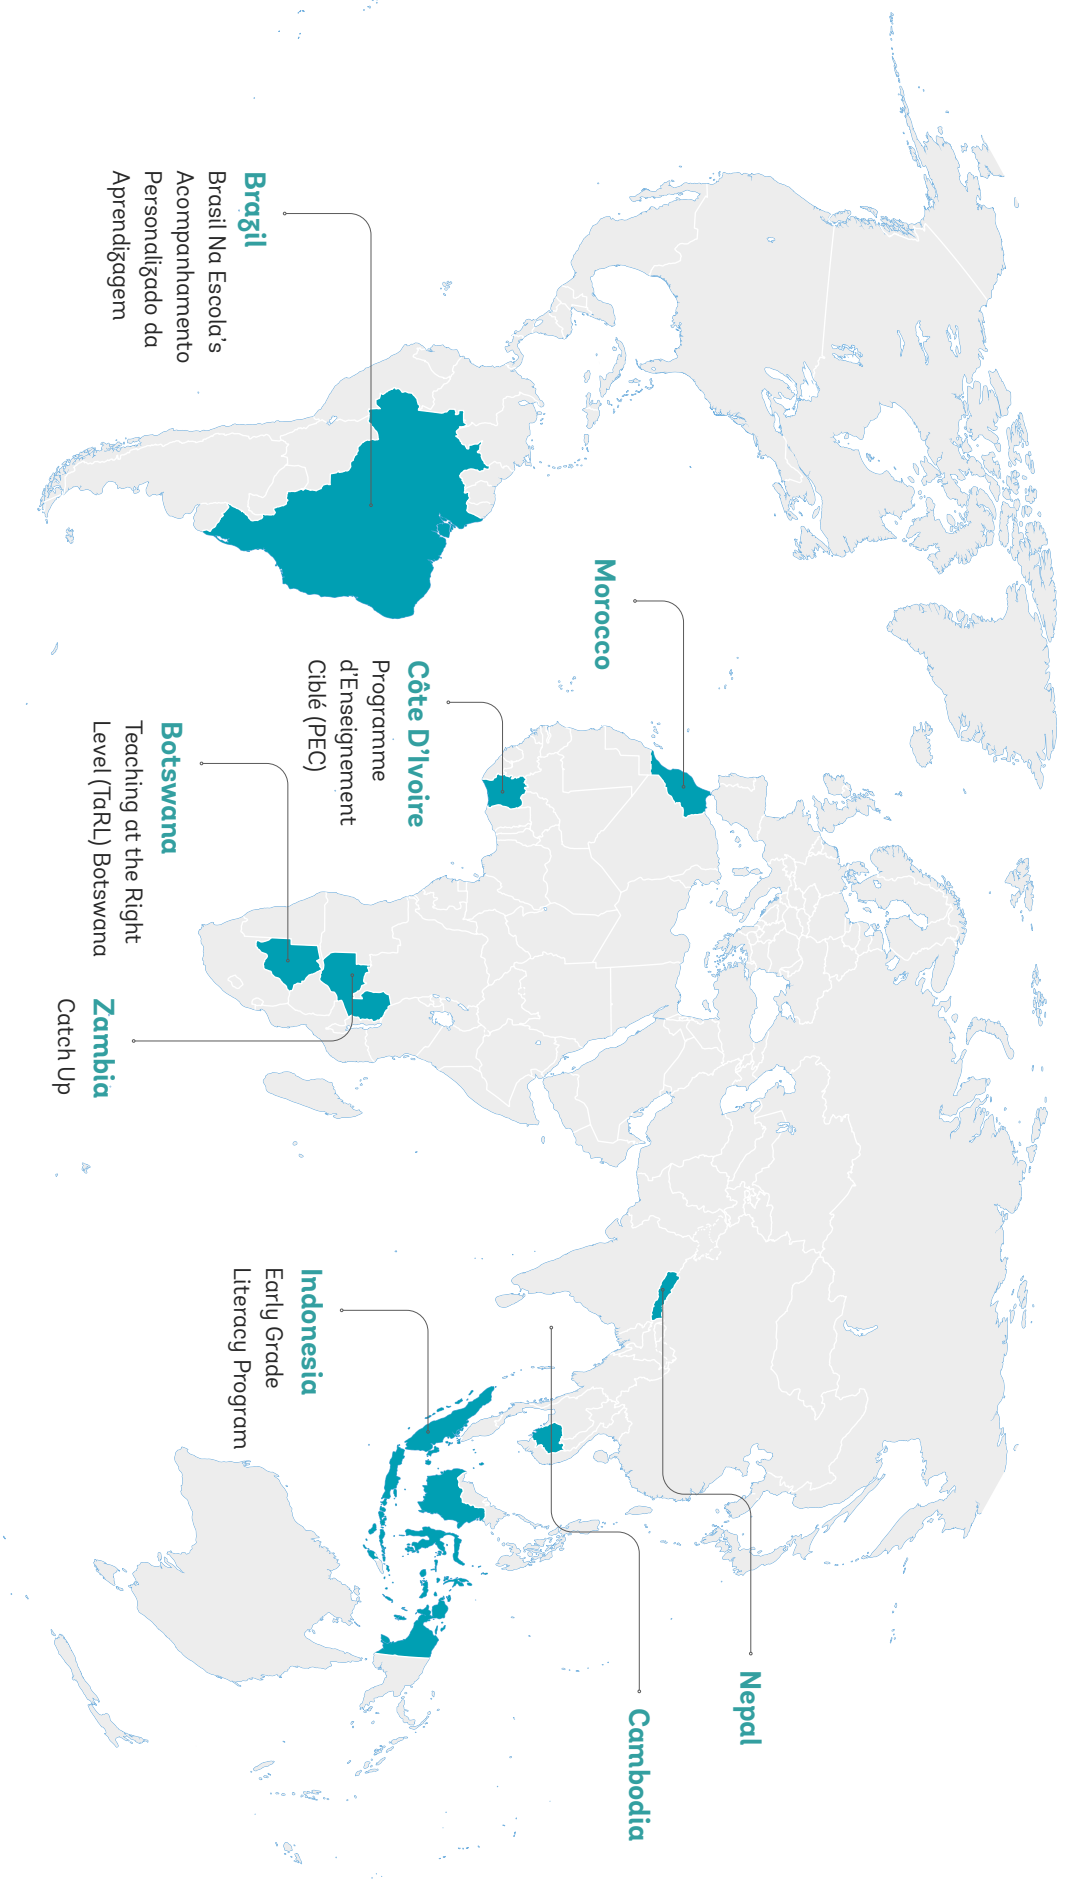 Brazil
Brasil Na Escola's
Acompanhamento
Personalizado da
Aprendizagem
Morocco
Côte D'Ivoire
Programme
d'Enseignement
Ciblé (PEC)
Botswana
Teaching at the Right
Level (TaRL) Botswana
Zambia
Catch Up
Indonesia
Early Grade
Literacy Program
Nepal
Cambodia